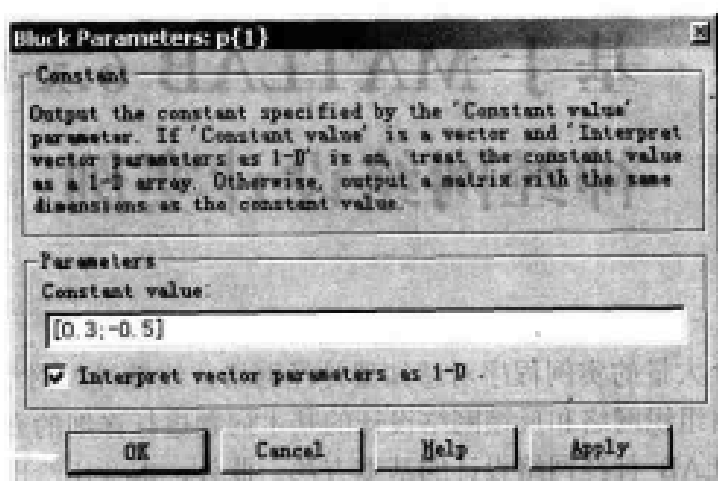 Block Parameters: p{1}
Constant
Output the constant specified by the 'Constant value'
parameter. If 'Constant value' is a vector and 'Interpret
vector parameters as 1-D' is on, treat the constant value
as a 1-D array. Otherwise, output a matrix with the same
dimensions as the constant value.
Parameters
Constant value:
[0.3;-0.5]
Interpret vector parameters as 1-D
OK
Cancel
Help
Apply